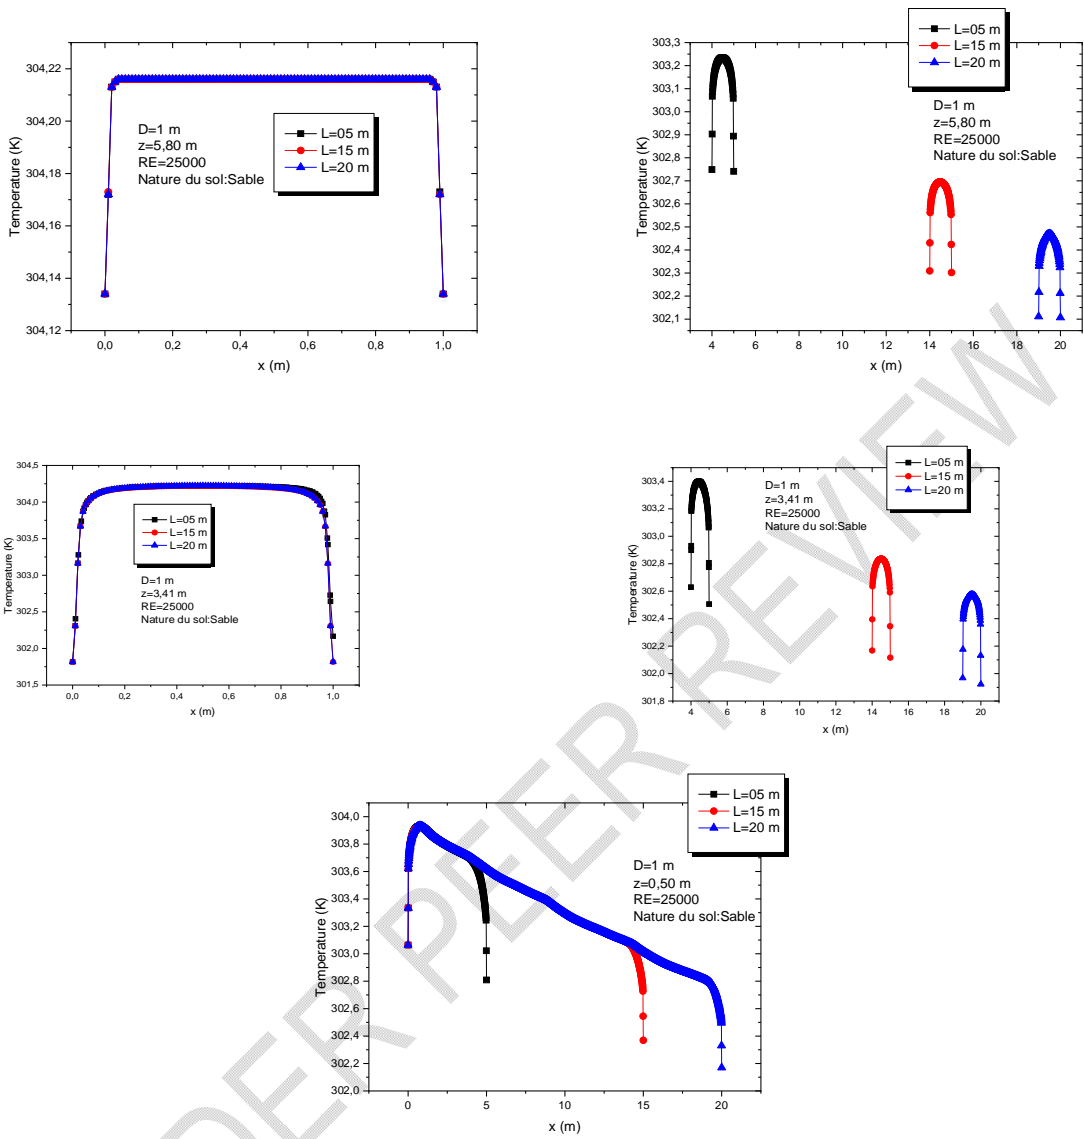 304,22
304,20
304,18
304,16
304,14
304,12
Temperature (K)
D=1 m
z=5,80 m
RE=25000
Nature du sol:Sable
L=05 m
L=15 m
L=20 m
0,0 0,2 0,4 0,6 0,8 1,0
x (m)
L=05 m
L=15 m
L=20 m
303,3
303,2
303,1
303,0
302,9
302,8
302,7
302,6
302,5
302,4
302,3
302,2
302,1
Temperature (K)
D=1 m
z=5,80 m
RE=25000
Nature du sol:Sable
4 6 8 10 12 14 16 18 20
x (m)
304,5
304,0
303,5
303,0
302,5
302,0
301,5
Temperature (K)
L=05 m
L=15 m
L=20 m
D=1 m
z=3,41 m
RE=25000
Nature du sol:Sable
0,0 0,2 0,4 0,6 0,8 1,0
x (m)
L=05 m
L=15 m
L=20 m
303,4
303,2
303,0
302,8
302,6
302,4
302,2
302,0
301,8
Temperature (K)
D=1 m
z=3,41 m
RE=25000
Nature du sol:Sable
4 6 8 10 12 14 16 18 20
x (m)
L=05 m
L=15 m
L=20 m
304,0
303,8
303,6
303,4
303,2
303,0
302,8
302,6
302,4
302,2
302,0
Temperature (K)
D=1 m
z=0,50 m
RE=25000
Nature du sol:Sable
0 5 10 15 20
x (m)
DER PEER REVIEW